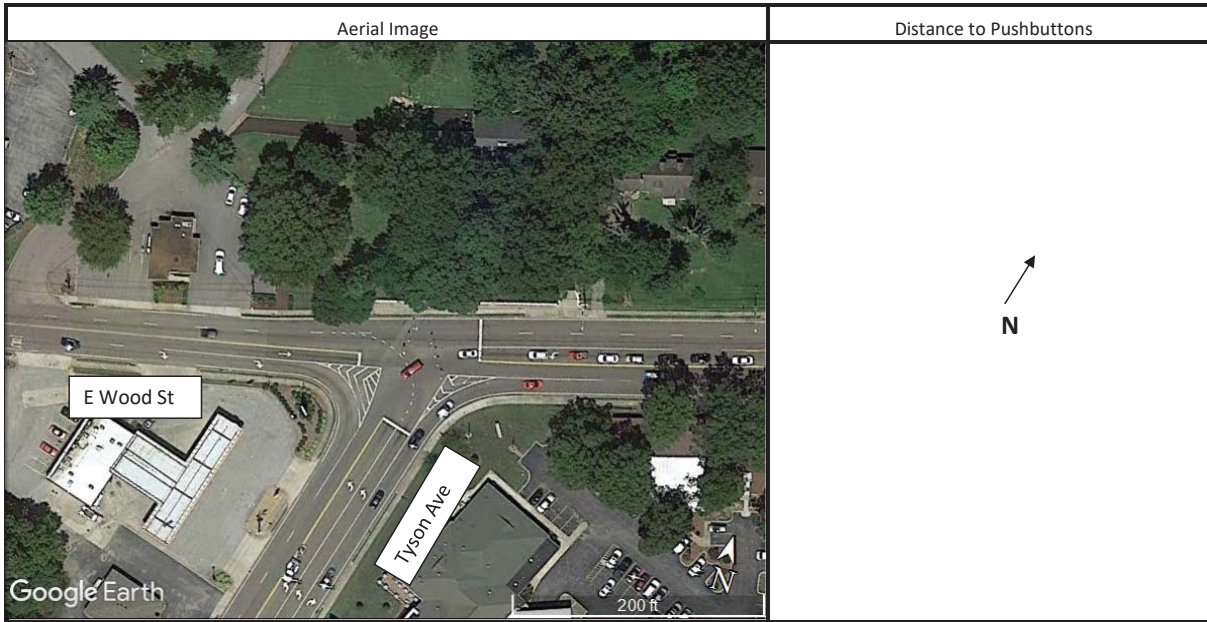 Aerial Image
Distance to Pushbuttons
N
E Wood St
Tyson Ave
N
Google Earth
200 ft